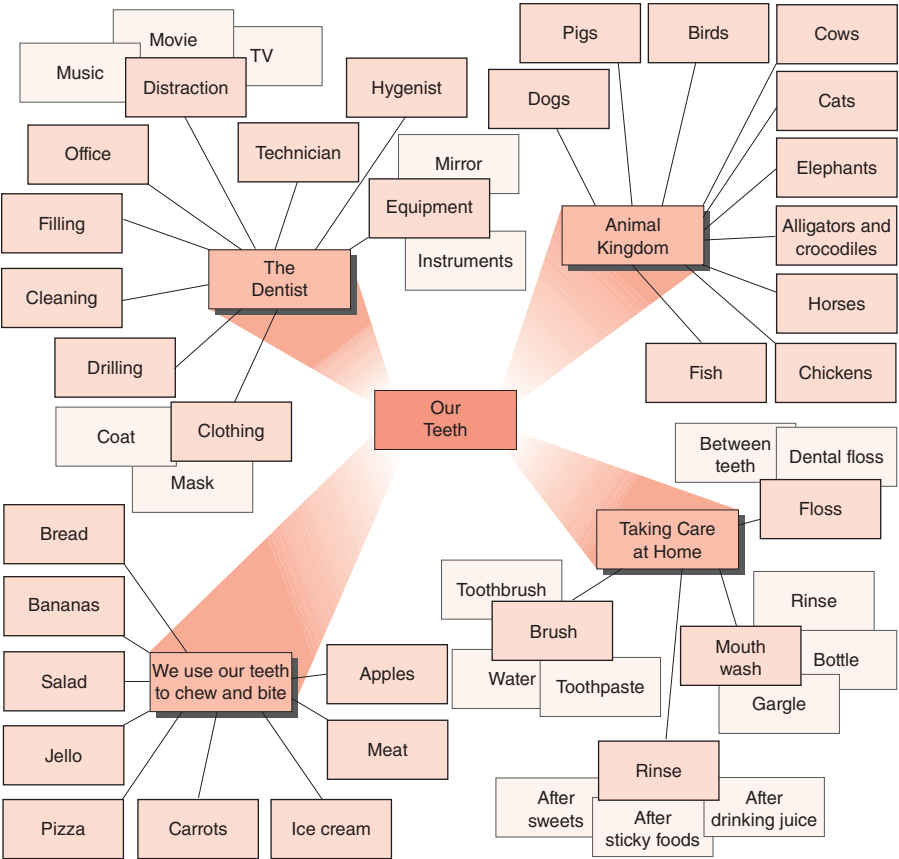 Movie
TV
Music
Distraction
Hygenist
Office
Technician
Mirror
Filling
Equipment
Instruments
The
Dentist
Cleaning
Drilling
Coat
Clothing
Mask
Pigs
Birds
Cows
Dogs
Cats
Elephants
Animal
Kingdom
Alligators and
crocodiles
Horses
Fish
Chickens
Our
Teeth
Between
teeth
Dental floss
Floss
Taking Care
at Home
Toothbrush
Brush
Water
Toothpaste
Rinse
Mouth
wash
Bottle
Gargle
Rinse
After
sweets
After
sticky foods
After
drinking juice
Bread
Bananas
Salad
We use our teeth
to chew and bite
Apples
Jello
Meat
Pizza
Carrots
Ice cream